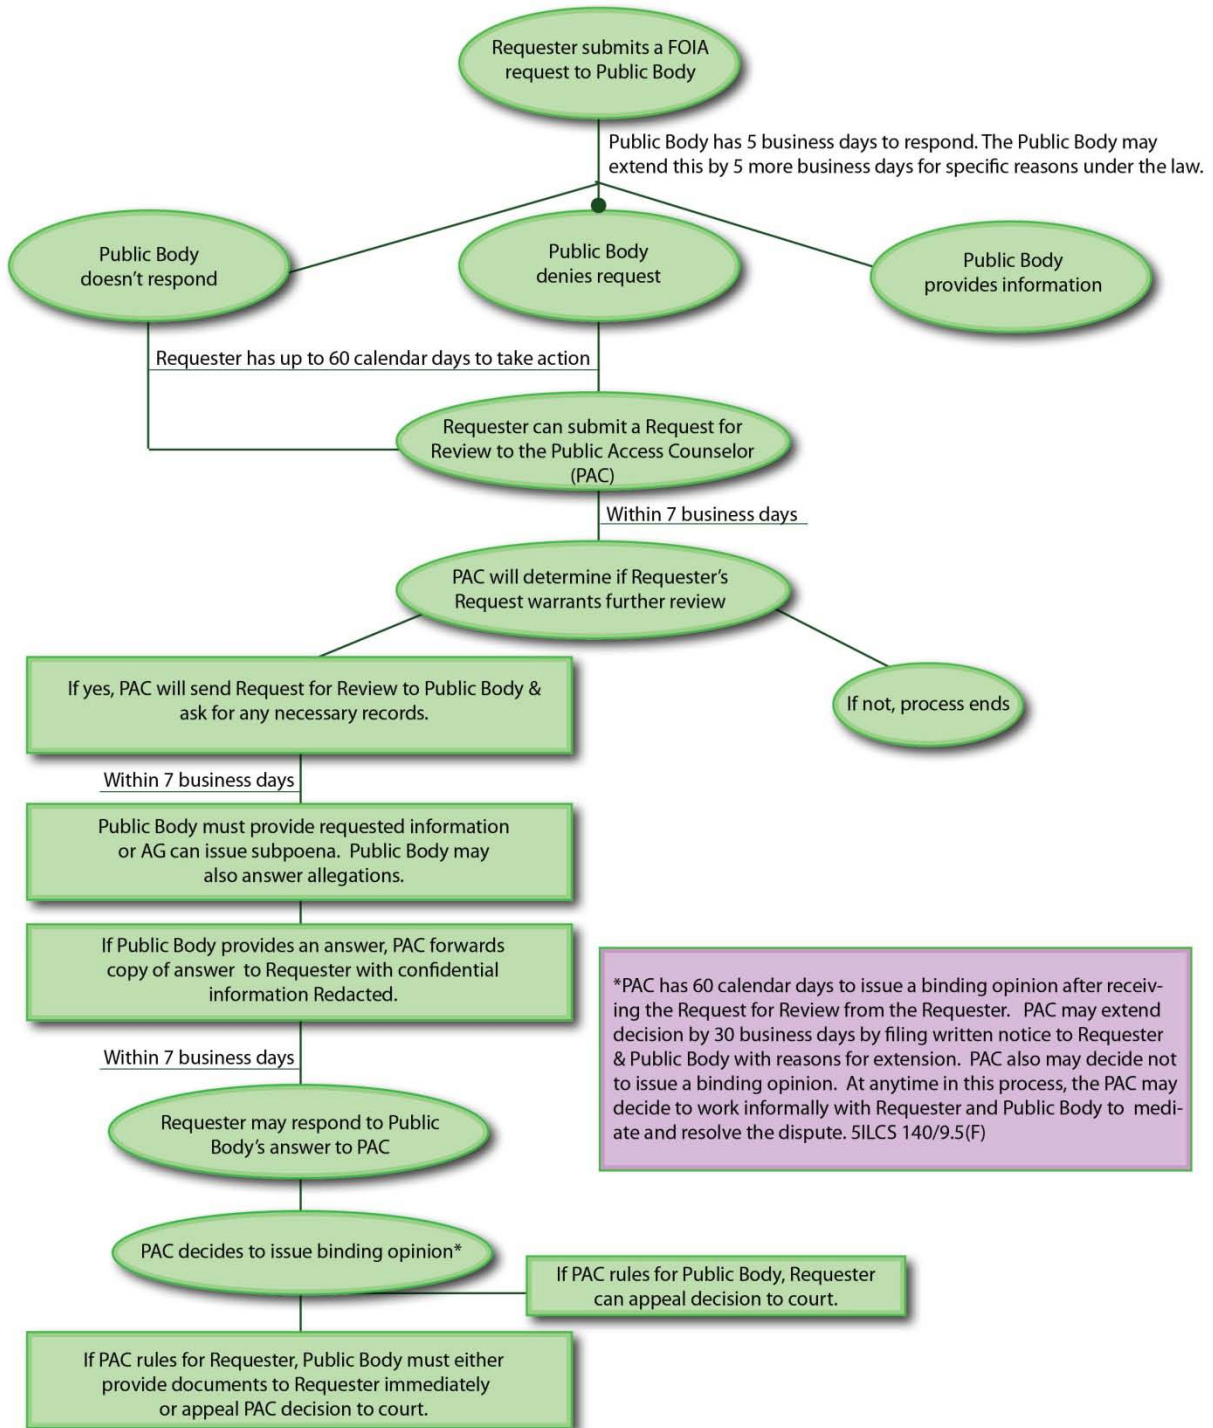 Requester submits a FOIA
request to Public Body
Public Body has 5 business days to respond. The Public Body may
extend this by 5 more business days for specific reasons under the law.
Public Body
doesn't respond
Public Body
denies request
Public Body
provides information
Requester has up to 60 calendar days to take action
Requester can submit a Request for
Review to the Public Access Counselor
(PAC)
Within 7 business days
PAC will determine if Requester's
Request warrants further review
If yes, PAC will send Request for Review to Public Body &
ask for any necessary records.
If not, process ends
Within 7 business days
Public Body must provide requested information
or AG can issue subpoena. Public Body may
also answer allegations.
If Public Body provides an answer, PAC forwards
copy of answer to Requester with confidential
information Redacted.
*PAC has 60 calendar days to issue a binding opinion after receiv-
ing the Request for Review from the Requester. PAC may extend
decision by 30 business days by filing written notice to Requester
& Public Body with reasons for extension. PAC also may decide not
to issue a binding opinion. At anytime in this process, the PAC may
decide to work informally with Requester and Public Body to medi-
ate and resolve the dispute. 5ILCS 140/9.5(F)
Within 7 business days
Requester may respond to Public
Body's answer to PAC
PAC decides to issue binding opinion*
If PAC rules for Public Body, Requester
can appeal decision to court.
If PAC rules for Requester, Public Body must either
provide documents to Requester immediately
or appeal PAC decision to court.